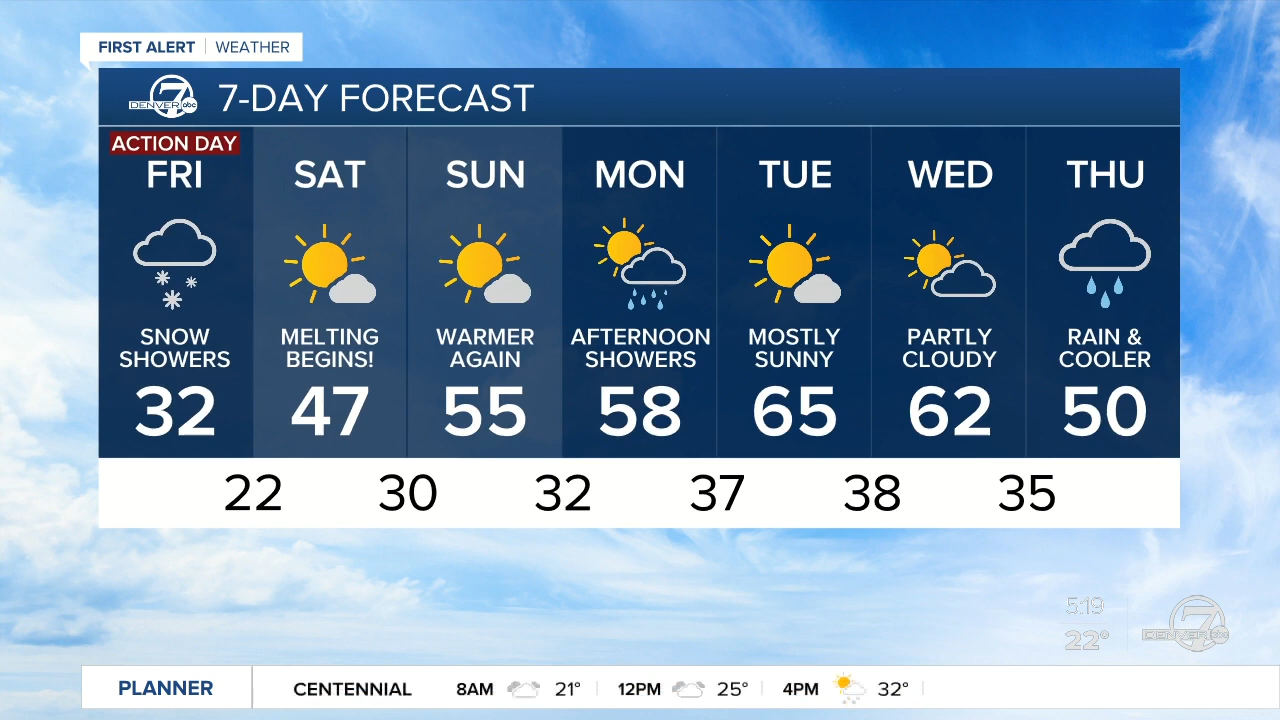 FIRST ALERT | WEATHER
DENVER 7 abc
7-DAY FORECAST
ACTION DAY
FRI SAT SUN MON TUE WED THU
SNOW SHOWERS
MELTING BEGINS!
WARMER AGAIN
AFTERNOON SHOWERS
MOSTLY SUNNY
PARTLY CLOUDY
RAIN & COOLER
32 47 55 58 65 62 50
22 30 32 37 38 35
5:19
22°
DENVER 7 abc
PLANNER CENTENNIAL 8AM 21° 12PM 25° 4PM 32°